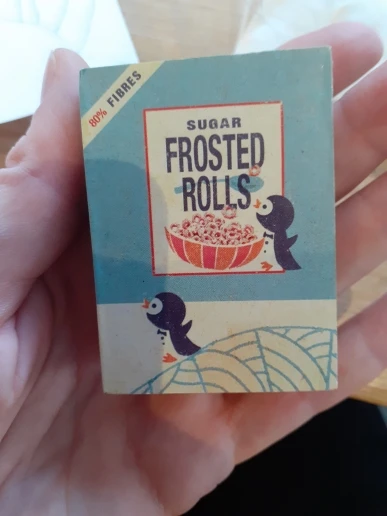 80% FIBRES
SUGAR
FROSTED
ROLLS